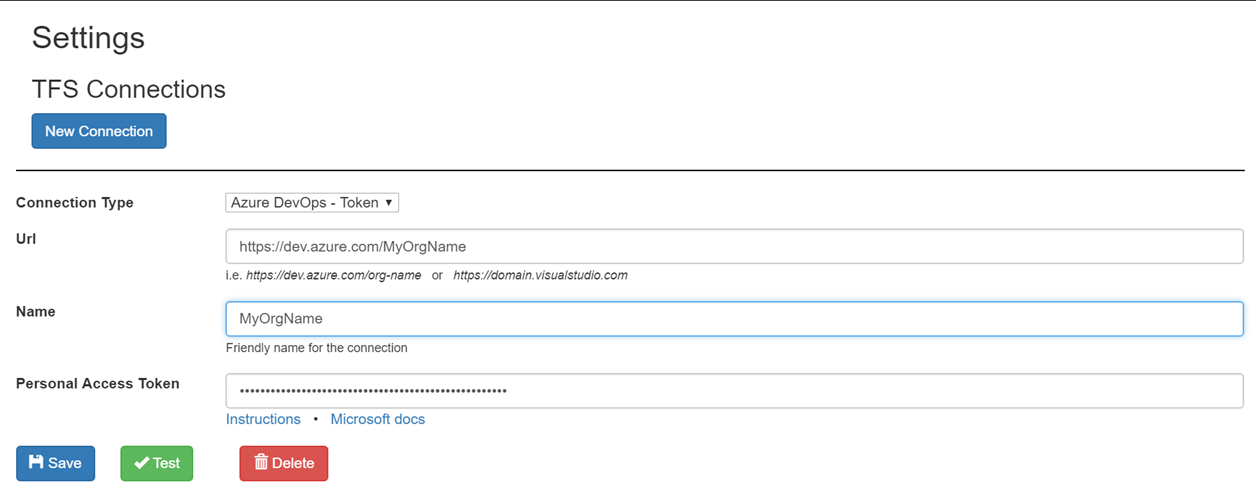 Settings
TFS Connections
New Connection
Connection Type Azure DevOps - Token ▼
Url https://dev.azure.com/MyOrgName
i.e. https://dev.azure.com/org-name or https://domain.visualstudio.com
Name MyOrgName
Friendly name for the connection
Personal Access Token ••••••••••••••••••••••••••••••••••••••••••••••••••••
Instructions • Microsoft docs
Save Test Delete